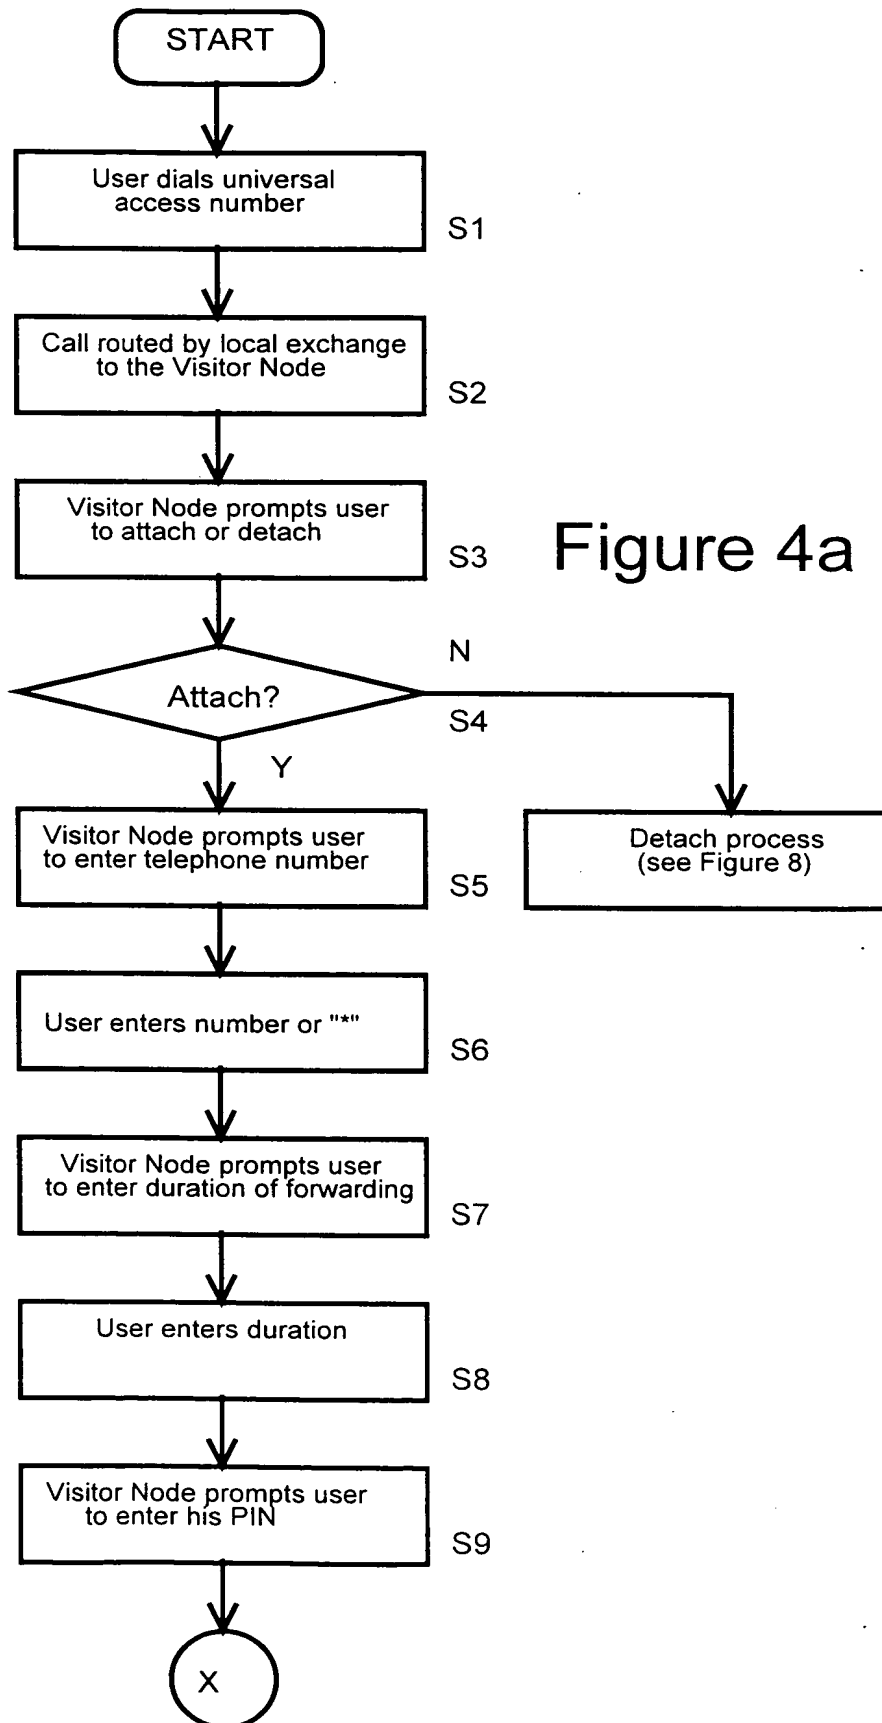 START
User dials universal
access number
S1
Call routed by local exchange
to the Visitor Node
S2
Visitor Node prompts user
to attach or detach
S3
Figure 4a
N
Attach?
S4
Y
Visitor Node prompts user
to enter telephone number
S5
Detach process
(see Figure 8)
User enters number or "*"
S6
Visitor Node prompts user
to enter duration of forwarding
S7
User enters duration
S8
Visitor Node prompts user
to enter his PIN
S9
X